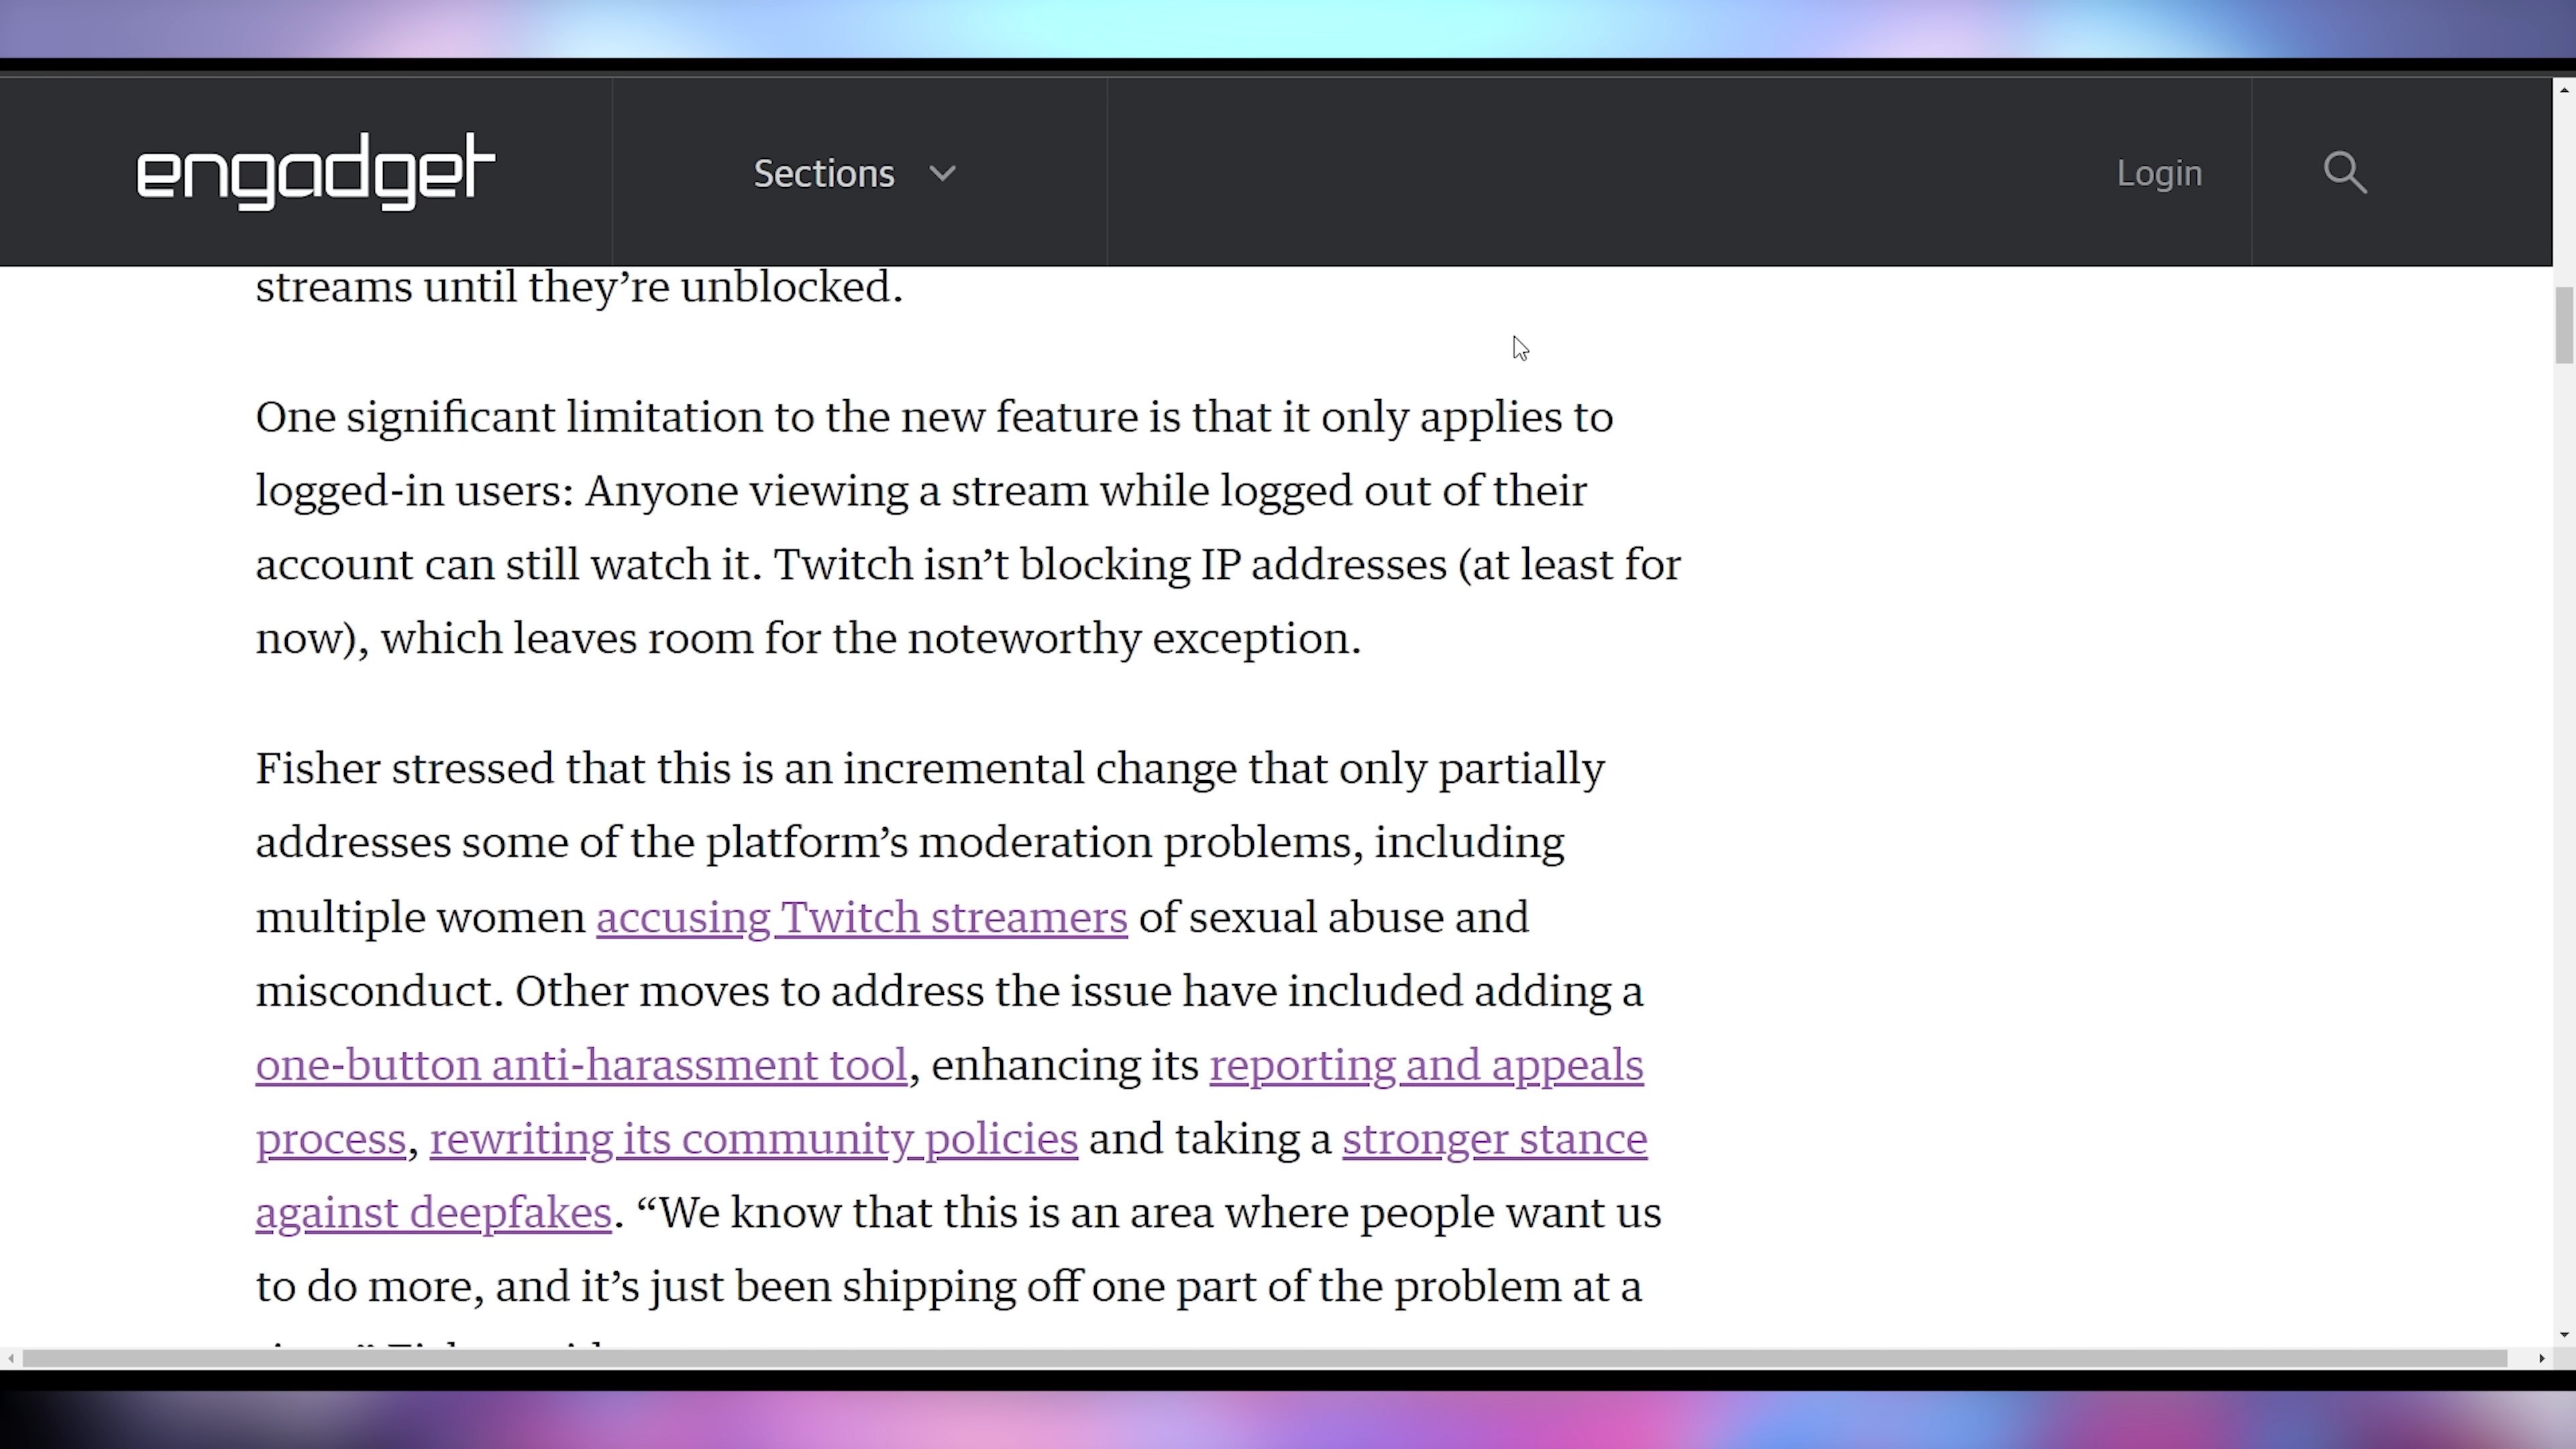 engadget
Sections
Login
streams until they’re unblocked.
One significant limitation to the new feature is that it only applies to
logged-in users: Anyone viewing a stream while logged out of their
account can still watch it. Twitch isn’t blocking IP addresses (at least for
now), which leaves room for the noteworthy exception.
Fisher stressed that this is an incremental change that only partially
addresses some of the platform’s moderation problems, including
multiple women accusing Twitch streamers of sexual abuse and
misconduct. Other moves to address the issue have included adding a
one-button anti-harassment tool, enhancing its reporting and appeals
process, rewriting its community policies and taking a stronger stance
against deepfakes. “We know that this is an area where people want us
to do more, and it’s just been shipping off one part of the problem at a